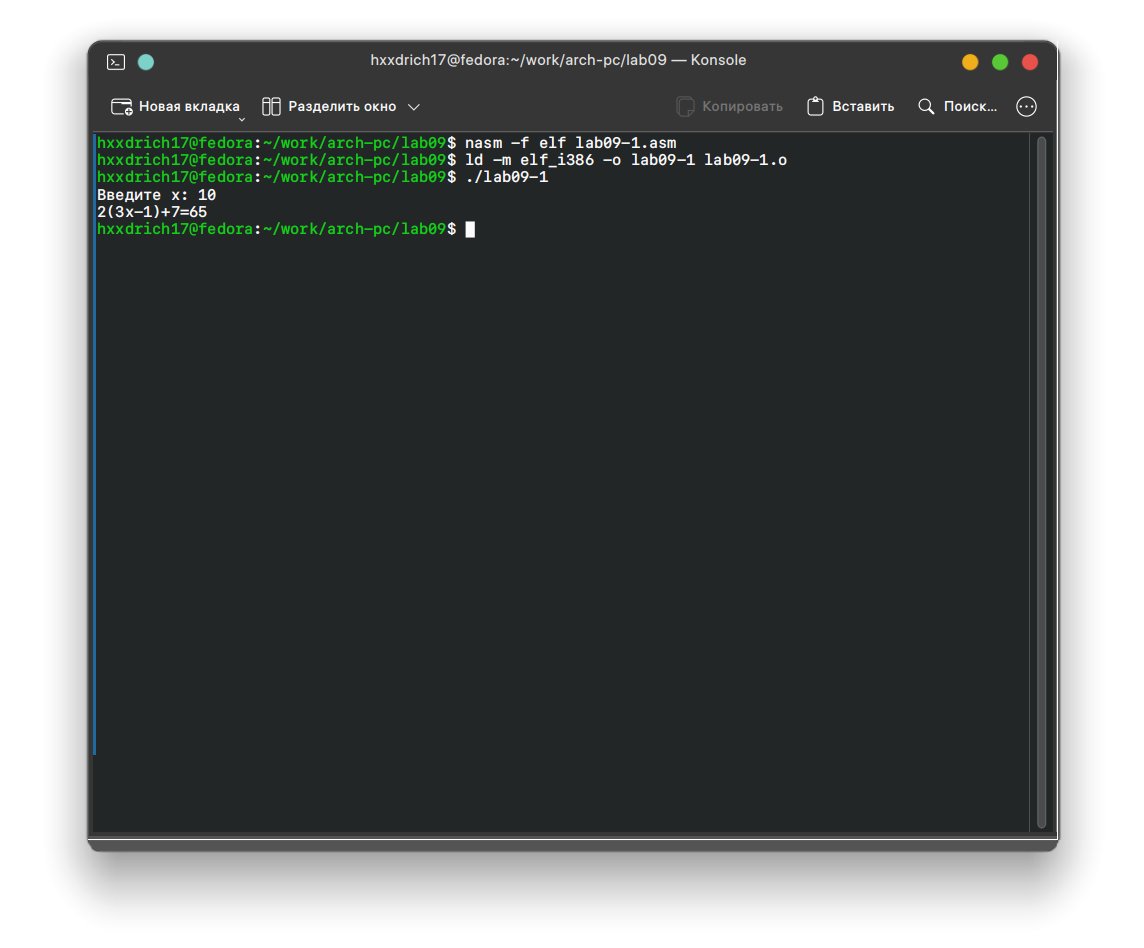 hxxdrich17@fedora:~/work/arch-pc/lab09 — Konsole
Новая вкладка Разделить окно Копировать Вставить Поиск...
hxxdrich17@fedora:~/work/arch-pc/lab09$ nasm -f elf lab09-1.asm
hxxdrich17@fedora:~/work/arch-pc/lab09$ ld -m elf_i386 -o lab09-1 lab09-1.o
hxxdrich17@fedora:~/work/arch-pc/lab09$ ./lab09-1
Введите x: 10
2(3x-1)+7=65
hxxdrich17@fedora:~/work/arch-pc/lab09$